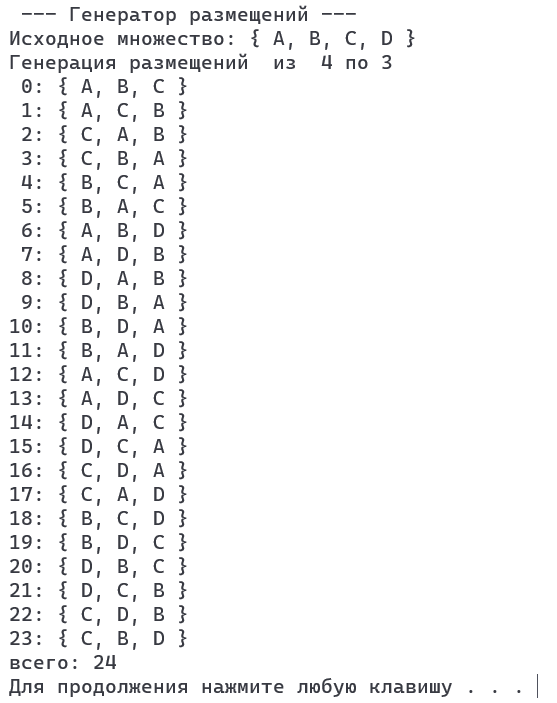 --- Генератор размещений ---
Исходное множество: { A, B, C, D }
Генерация размещений  из  4 по 3
 0: { A, B, C }
 1: { A, C, B }
 2: { C, A, B }
 3: { C, B, A }
 4: { B, C, A }
 5: { B, A, C }
 6: { A, B, D }
 7: { A, D, B }
 8: { D, A, B }
 9: { D, B, A }
10: { B, D, A }
11: { B, A, D }
12: { A, C, D }
13: { A, D, C }
14: { D, A, C }
15: { D, C, A }
16: { C, D, A }
17: { C, A, D }
18: { B, C, D }
19: { B, D, C }
20: { D, B, C }
21: { D, C, B }
22: { C, D, B }
23: { C, B, D }
всего: 24
Для продолжения нажмите любую клавишу . . .